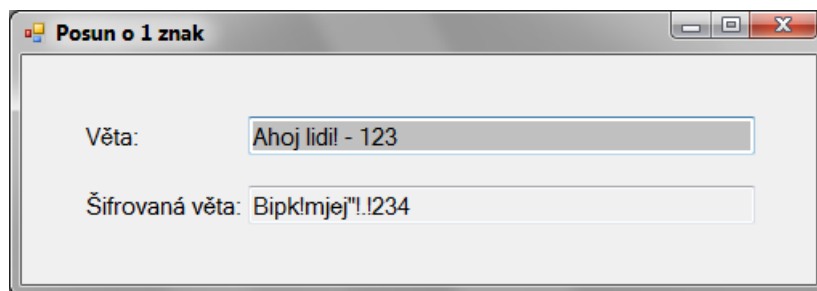 Posun o 1 znak
Věta: Ahoj lidi! - 123
Šifrovaná věta: Bipk!mjej"!.!234